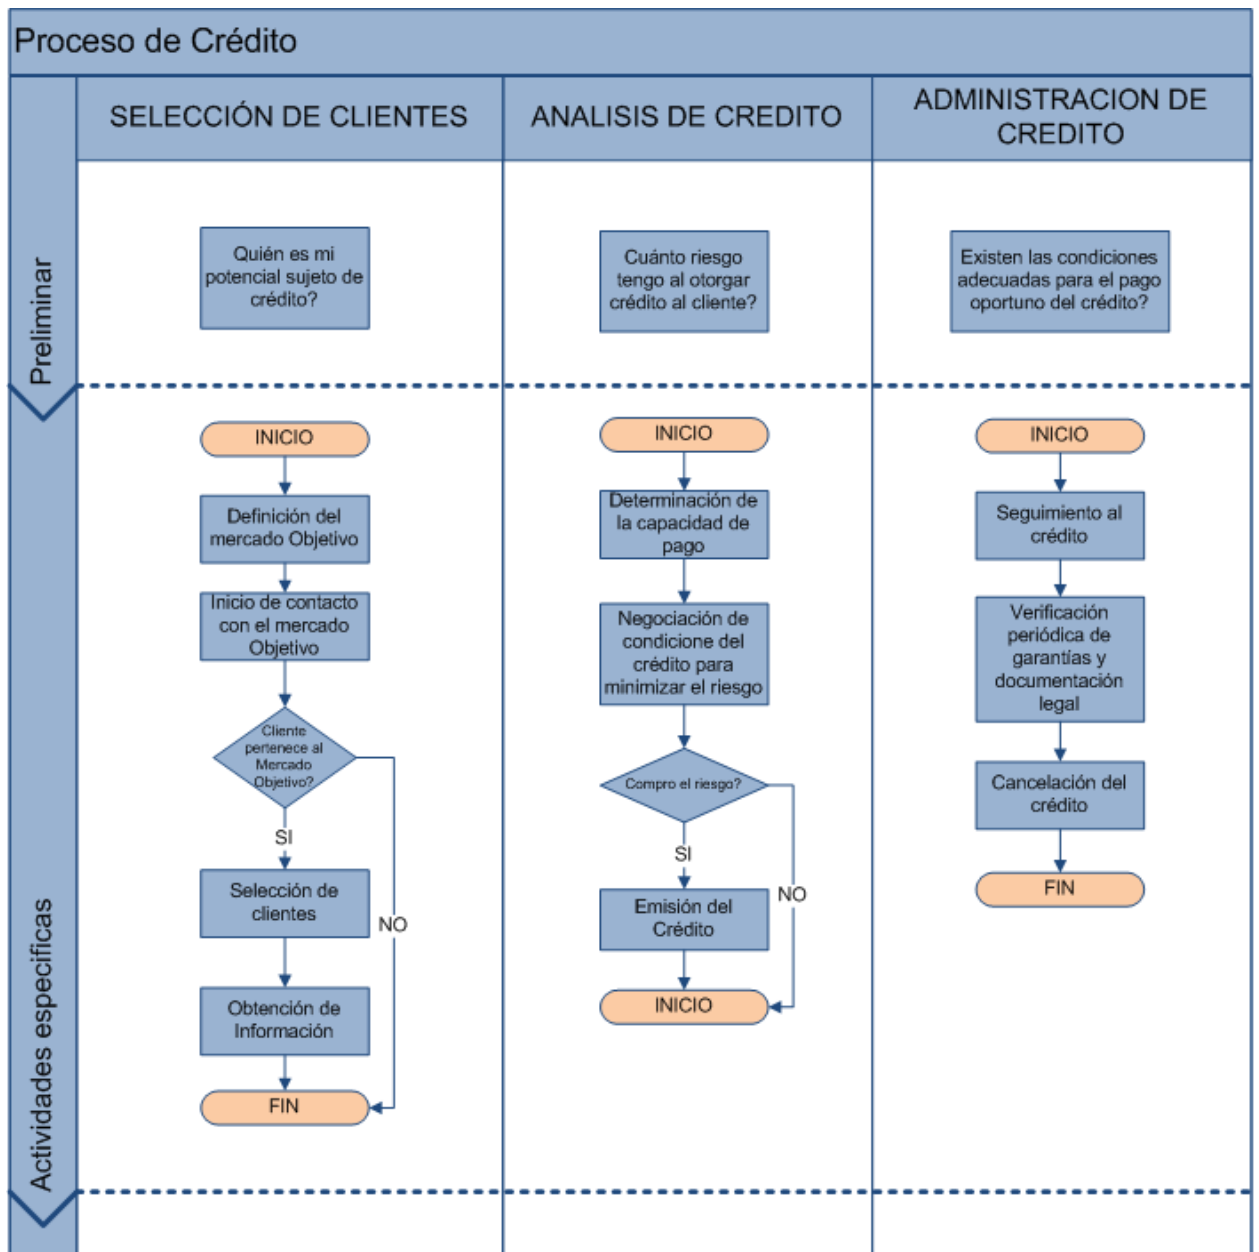 Proceso de Crédito
SELECCIÓN DE CLIENTES
ANALISIS DE CREDITO
ADMINISTRACION DE
CREDITO
Preliminar
Quién es mi
potencial sujeto de
crédito?
Cuánto riesgo
tengo al otorgar
crédito al cliente?
Existen las condiciones
adecuadas para el pago
oportuno del crédito?
Actividades especificas
INICIO
Definición del
mercado Objetivo
Inicio de contacto
con el mercado
Objetivo
Cliente
pertenece al
Mercado
Objetivo?
SI
NO
Selección de
clientes
Obtención de
Información
FIN
INICIO
Determinación de
la capacidad de
pago
Negociación de
condicione del
crédito para
minimizar el riesgo
Compro el riesgo?
SI
NO
Emisión del
Crédito
INICIO
INICIO
Seguimiento al
crédito
Verificación
periódica de
garantías y
documentación
legal
Cancelación del
crédito
FIN